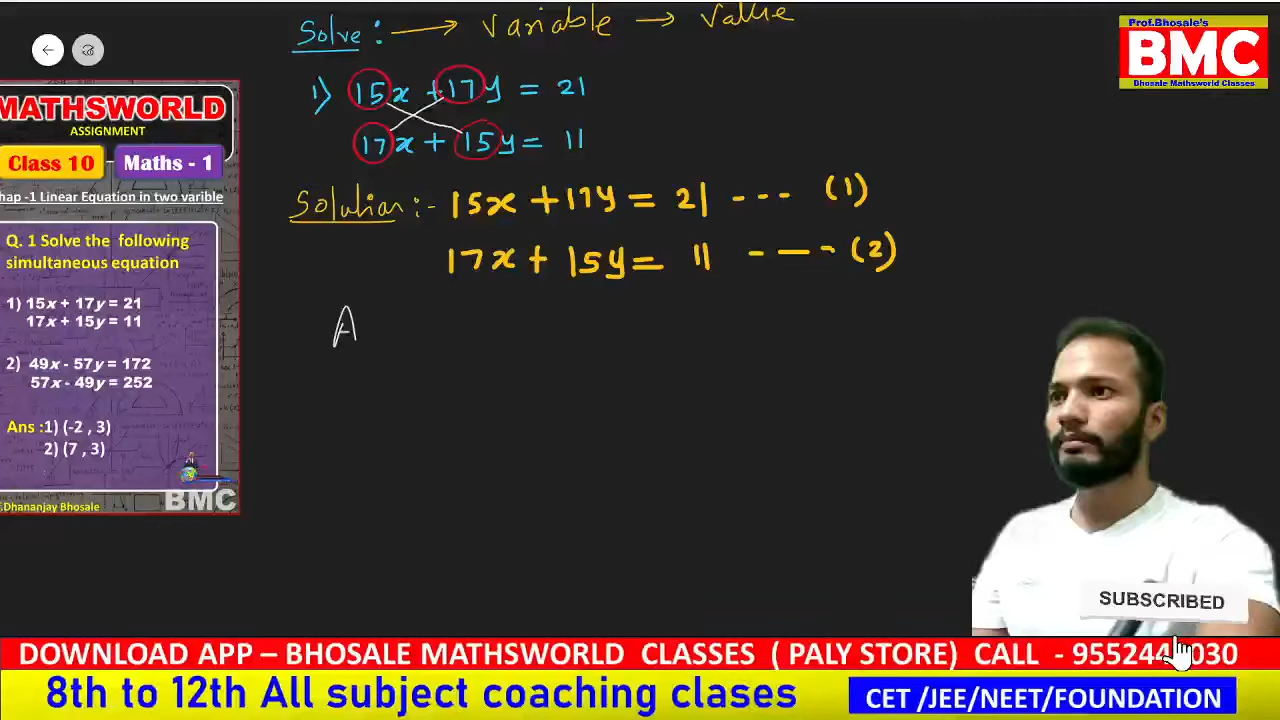 Solve :- → variable → value
1) 15x + 17y = 21
17x + 15y = 11
Solution :- 15x + 17y = 21 --- (1)
17x + 15y = 11 --- (2)
A
Prof.Bhosale's
BMC
Bhosale Mathsworld Classes
MATHSWORLD
ASSIGNMENT
Class 10
Maths - 1
hap -1 Linear Equation in two varible
Q. 1 Solve the following
simultaneous equation
1) 15x + 17y = 21
17x + 15y = 11
2) 49x - 57y = 172
57x - 49y = 252
Ans :1) (-2 , 3)
2) (7 , 3)
BMC
.Dhananjay Bhosale
SUBSCRIBED
DOWNLOAD APP – BHOSALE MATHSWORLD CLASSES ( PALY STORE) CALL - 95524 030
8th to 12th All subject coaching clases
CET /JEE/NEET/FOUNDATION